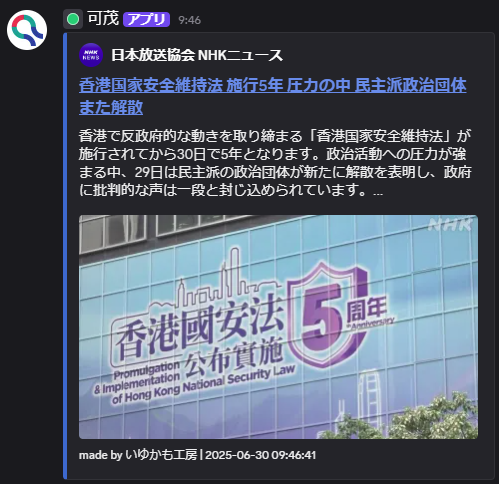 可茂 アプリ 9:46
NHK NEWS 日本放送協会 NHKニュース
香港国家安全維持法 施行5年 圧力の中 民主派政治団体
また解散
香港で反政府的な動きを取り締まる「香港国家安全維持法」が
施行されてから30日で5年となります。政治活動への圧力が強
まる中、29日は民主派の政治団体が新たに解散を表明し、政府
に批判的な声は一段と封じ込められています。...
NHK
香港國安法
公布實施
5周年
Anniversary
Promulgation
& Implementation
of Hong Kong National Security Law
made by いゆかも工房 | 2025-06-30 09:46:41